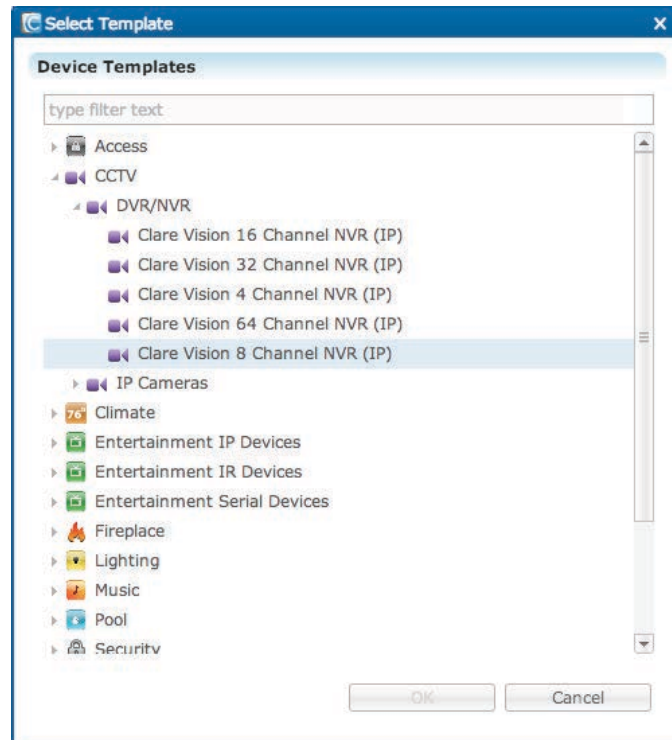 Select Template
Device Templates
type filter text
Access
CCTV
DVR/NVR
Clare Vision 16 Channel NVR (IP)
Clare Vision 32 Channel NVR (IP)
Clare Vision 4 Channel NVR (IP)
Clare Vision 64 Channel NVR (IP)
Clare Vision 8 Channel NVR (IP)
IP Cameras
76° Climate
Entertainment IP Devices
Entertainment IR Devices
Entertainment Serial Devices
Fireplace
Lighting
Music
Pool
Security
OK Cancel